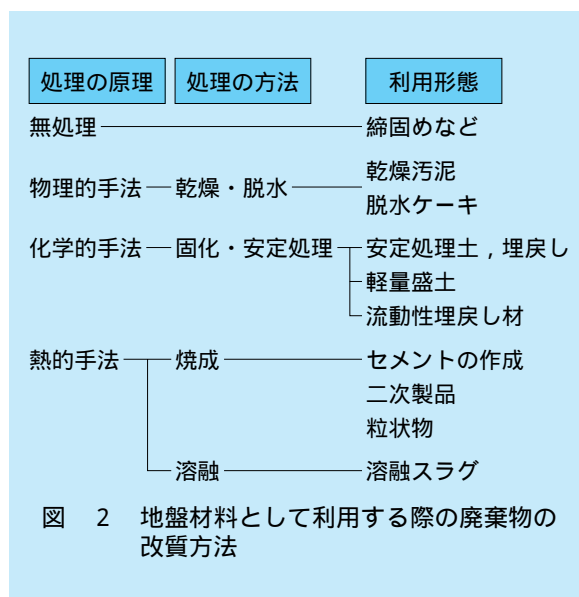 処理の原理 処理の方法 利用形態
無処理 締固めなど
物理的手法 乾燥・脱水 乾燥汚泥
脱水ケーキ
化学的手法 固化・安定処理 安定処理土，埋戻し
軽量盛土
流動性埋戻し材
熱的手法 焼成 セメントの作成
二次製品
粒状物
溶融 溶融スラグ
図 2 地盤材料として利用する際の廃棄物の
改質方法